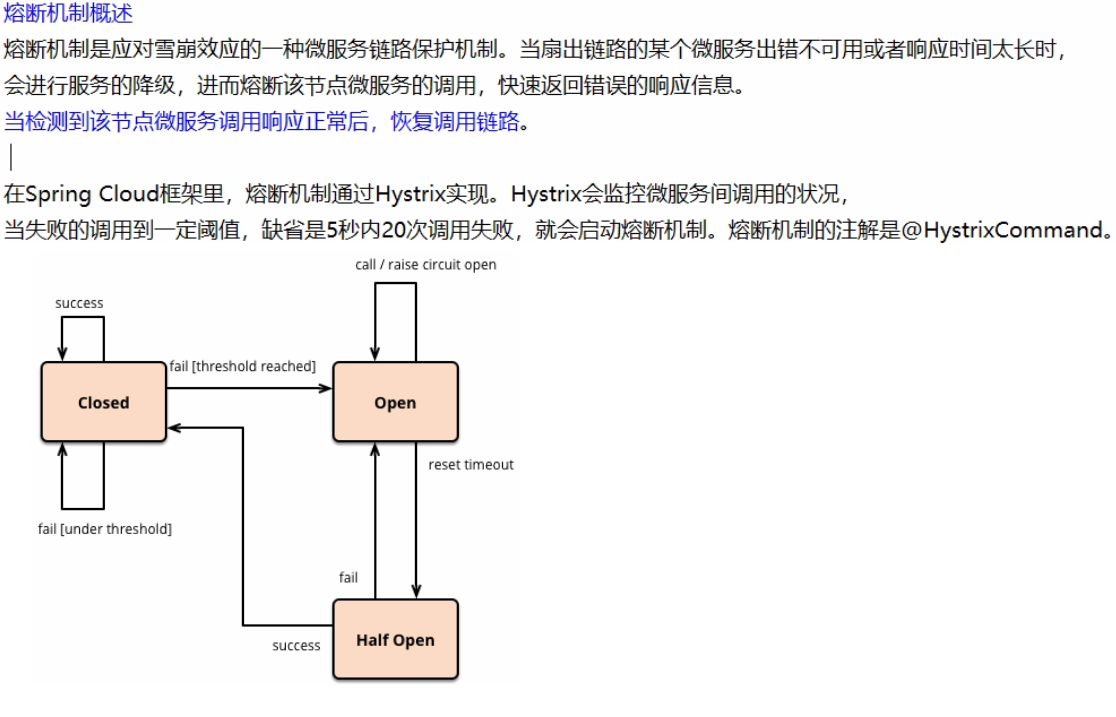 熔断机制概述
熔断机制是应对雪崩效应的一种微服务链路保护机制。当扇出链路的某个微服务出错不可用或者响应时间太长时，
会进行服务的降级，进而熔断该节点微服务的调用，快速返回错误的响应信息。
当检测到该节点微服务调用响应正常后，恢复调用链路。
在Spring Cloud框架里，熔断机制通过Hystrix实现。Hystrix会监控微服务间调用的状况，
当失败的调用到一定阈值，缺省是5秒内20次调用失败，就会启动熔断机制。熔断机制的注解是@HystrixCommand。
call / raise circuit open
success
fail [threshold reached]
Closed
Open
reset timeout
fail [under threshold]
fail
Half Open
success